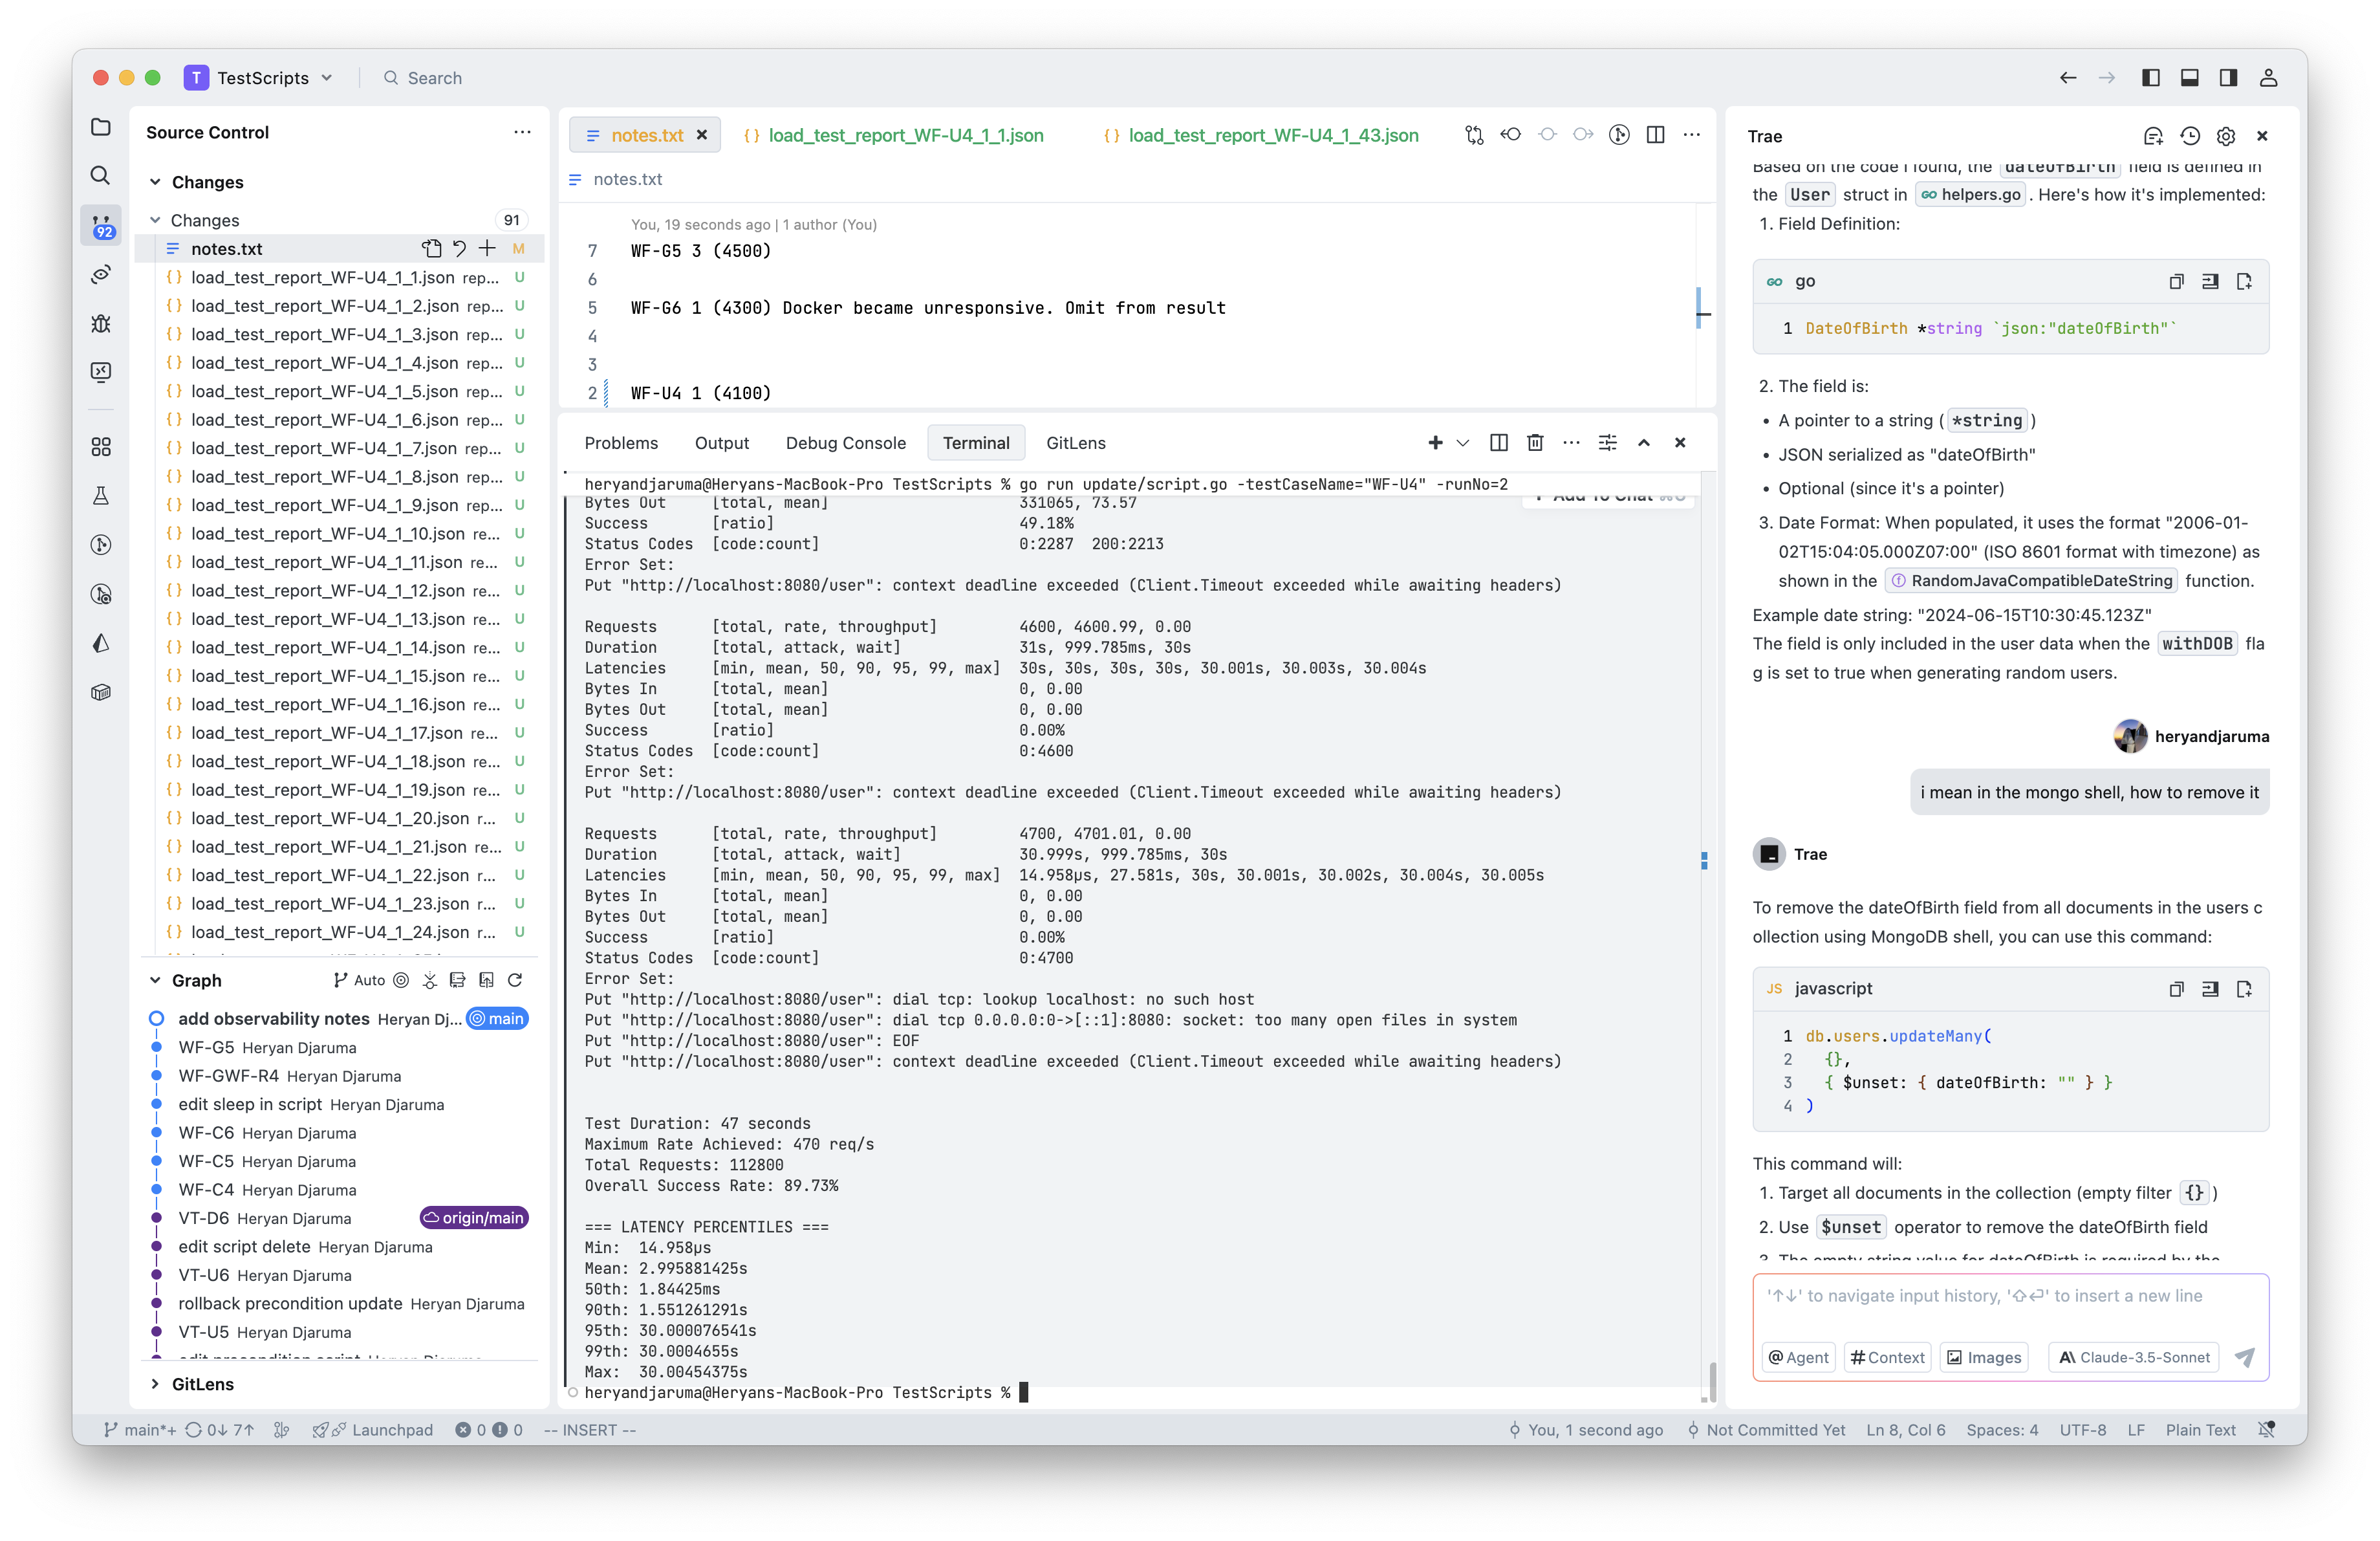 T TestScripts
Search
Source Control
Changes
Changes 91
92
notes.txt M
load_test_report_WF-U4_1_1.json rep... U
load_test_report_WF-U4_1_2.json rep... U
load_test_report_WF-U4_1_3.json rep... U
load_test_report_WF-U4_1_4.json rep... U
load_test_report_WF-U4_1_5.json rep... U
load_test_report_WF-U4_1_6.json rep... U
load_test_report_WF-U4_1_7.json rep... U
load_test_report_WF-U4_1_8.json rep... U
load_test_report_WF-U4_1_9.json rep... U
load_test_report_WF-U4_1_10.json re... U
load_test_report_WF-U4_1_11.json re... U
load_test_report_WF-U4_1_12.json re... U
load_test_report_WF-U4_1_13.json re... U
load_test_report_WF-U4_1_14.json re... U
load_test_report_WF-U4_1_15.json re... U
load_test_report_WF-U4_1_16.json re... U
load_test_report_WF-U4_1_17.json re... U
load_test_report_WF-U4_1_18.json re... U
load_test_report_WF-U4_1_19.json re... U
load_test_report_WF-U4_1_20.json r... U
load_test_report_WF-U4_1_21.json re... U
load_test_report_WF-U4_1_22.json r... U
load_test_report_WF-U4_1_23.json r... U
load_test_report_WF-U4_1_24.json r... U
Graph Auto
add observability notes Heryan Dj... main
WF-G5 Heryan Djaruma
WF-GWF-R4 Heryan Djaruma
edit sleep in script Heryan Djaruma
WF-C6 Heryan Djaruma
WF-C5 Heryan Djaruma
WF-C4 Heryan Djaruma
VT-D6 Heryan Djaruma origin/main
edit script delete Heryan Djaruma
VT-U6 Heryan Djaruma
rollback precondition update Heryan Djaruma
VT-U5 Heryan Djaruma
edit precondition script Heryan Djaruma
GitLens
notes.txt
load_test_report_WF-U4_1_1.json
load_test_report_WF-U4_1_43.json
notes.txt
You, 19 seconds ago | 1 author (You)
7 WF-G5 3 (4500)
6
5 WF-G6 1 (4300) Docker became unresponsive. Omit from result
4
3
2 WF-U4 1 (4100)
Problems Output Debug Console Terminal GitLens
heryandjaruma@Heryans-MacBook-Pro TestScripts % go run update/script.go -testCaseName="WF-U4" -runNo=2
Add To Chat
Bytes Out [total, mean] 331065, 73.57
Success [ratio] 49.18%
Status Codes [code:count] 0:2287 200:2213
Error Set:
Put "http://localhost:8080/user": context deadline exceeded (Client.Timeout exceeded while awaiting headers)
Requests [total, rate, throughput] 4600, 4600.99, 0.00
Duration [total, attack, wait] 31s, 999.785ms, 30s
Latencies [min, mean, 50, 90, 95, 99, max] 30s, 30s, 30s, 30s, 30.001s, 30.003s, 30.004s
Bytes In [total, mean] 0, 0.00
Bytes Out [total, mean] 0, 0.00
Success [ratio] 0.00%
Status Codes [code:count] 0:4600
Error Set:
Put "http://localhost:8080/user": context deadline exceeded (Client.Timeout exceeded while awaiting headers)
Requests [total, rate, throughput] 4700, 4701.01, 0.00
Duration [total, attack, wait] 30.999s, 999.785ms, 30s
Latencies [min, mean, 50, 90, 95, 99, max] 14.958µs, 27.581s, 30s, 30.001s, 30.002s, 30.004s, 30.005s
Bytes In [total, mean] 0, 0.00
Bytes Out [total, mean] 0, 0.00
Success [ratio] 0.00%
Status Codes [code:count] 0:4700
Error Set:
Put "http://localhost:8080/user": dial tcp: lookup localhost: no such host
Put "http://localhost:8080/user": dial tcp 0.0.0.0:0->[::1]:8080: socket: too many open files in system
Put "http://localhost:8080/user": EOF
Put "http://localhost:8080/user": context deadline exceeded (Client.Timeout exceeded while awaiting headers)
Test Duration: 47 seconds
Maximum Rate Achieved: 470 req/s
Total Requests: 112800
Overall Success Rate: 89.73%
=== LATENCY PERCENTILES ===
Min: 14.958µs
Mean: 2.995881425s
50th: 1.84425ms
90th: 1.551261291s
95th: 30.000076541s
99th: 30.0004655s
Max: 30.00454375s
heryandjaruma@Heryans-MacBook-Pro TestScripts %
Trae
Based on the code I found, the dateOfBirth field is defined in
the User struct in helpers.go . Here's how it's implemented:
1. Field Definition:
go
1 DateOfBirth *string `json:"dateOfBirth"`
2. The field is:
• A pointer to a string ( *string )
• JSON serialized as "dateOfBirth"
• Optional (since it's a pointer)
3. Date Format: When populated, it uses the format "2006-01-
02T15:04:05.000Z07:00" (ISO 8601 format with timezone) as
shown in the RandomJavaCompatibleDateString function.
Example date string: "2024-06-15T10:30:45.123Z"
The field is only included in the user data when the withDOB fla
g is set to true when generating random users.
heryandjaruma
i mean in the mongo shell, how to remove it
Trae
To remove the dateOfBirth field from all documents in the users c
ollection using MongoDB shell, you can use this command:
JS javascript
1 db.users.updateMany(
2 {},
3 { $unset: { dateOfBirth: "" } }
4 )
This command will:
1. Target all documents in the collection (empty filter {} )
2. Use $unset operator to remove the dateOfBirth field
3. The empty string value for dateOfBirth is required by the
'↑↓' to navigate input history, '⇧⏎' to insert a new line
@ Agent # Context Images Claude-3.5-Sonnet
main*+ 0↓ 7↑ Launchpad 0 0 -- INSERT --
You, 1 second ago Not Committed Yet Ln 8, Col 6 Spaces: 4 UTF-8 LF Plain Text